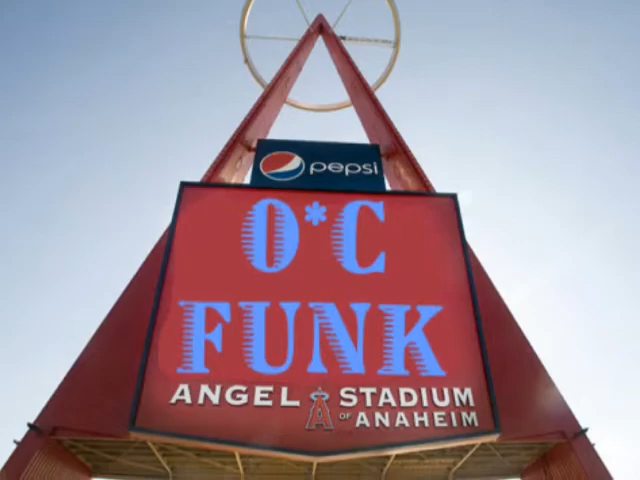 pepsi
O*C
FUNK
ANGEL STADIUM
OF ANAHEIM